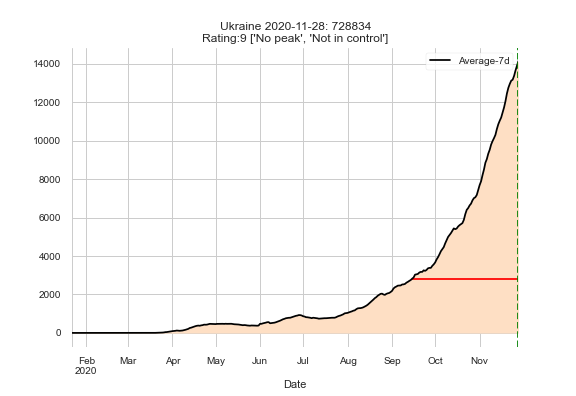 Ukraine 2020-11-28: 728834
Rating:9 ['No peak', 'Not in control']
Average-7d
14000
12000
10000
8000
6000
4000
2000
0
Feb Mar Apr May Jun Jul Aug Sep Oct Nov
2020
Date